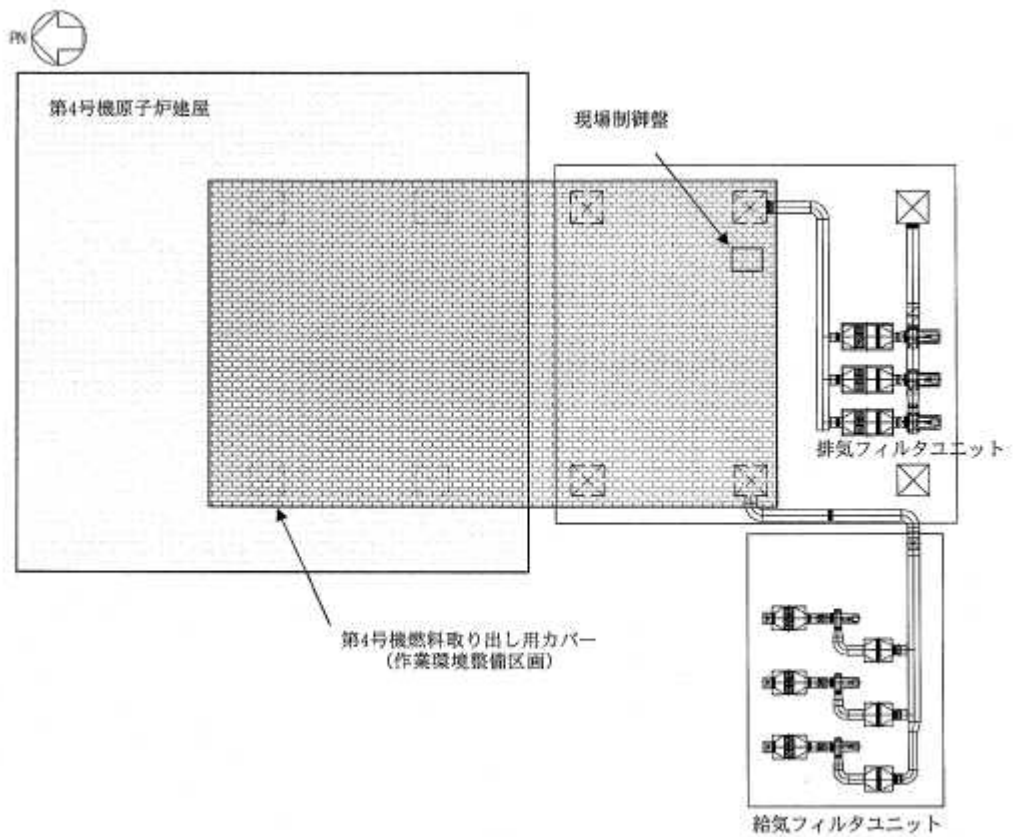 PN
第4号機原子炉建屋
現場制御盤
排気フィルタユニット
第4号機燃料取り出し用カバー
(作業環境整備区画)
給気フィルタユニット